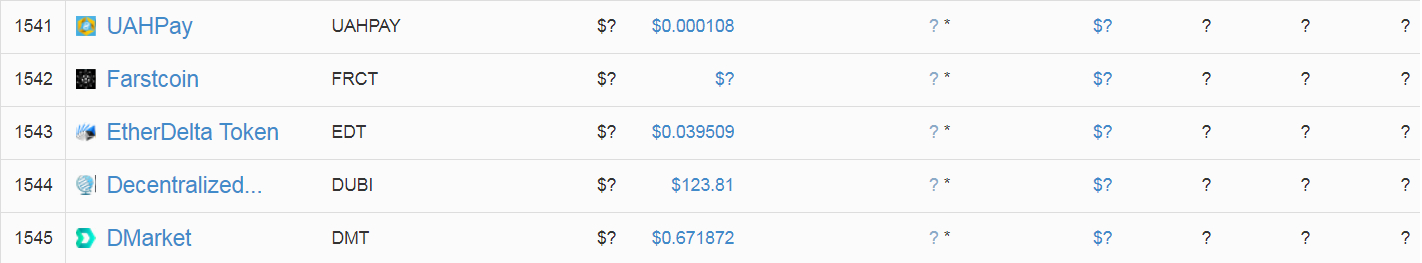 1541 UAHPay UAHPAY $? $0.000108 ? * $? ? ? ?
1542 Farstcoin FRCT $? $? ? * $? ? ? ?
1543 EtherDelta Token EDT $? $0.039509 ? * $? ? ? ?
1544 Decentralized... DUBI $? $123.81 ? * $? ? ? ?
1545 DMarket DMT $? $0.671872 ? * $? ? ? ?